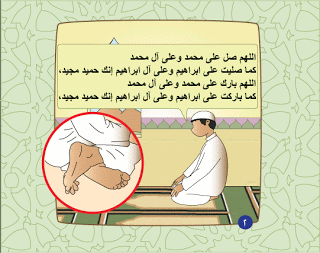 اللهم صل على محمد وعلى آل محمد
كما صليت على ابراهيم وعلى آل ابراهيم إنك حميد مجيد،
اللهم بارك على محمد وعلى آل محمد
كما باركت على ابراهيم وعلى آل ابراهيم إنك حميد مجيد،
٢